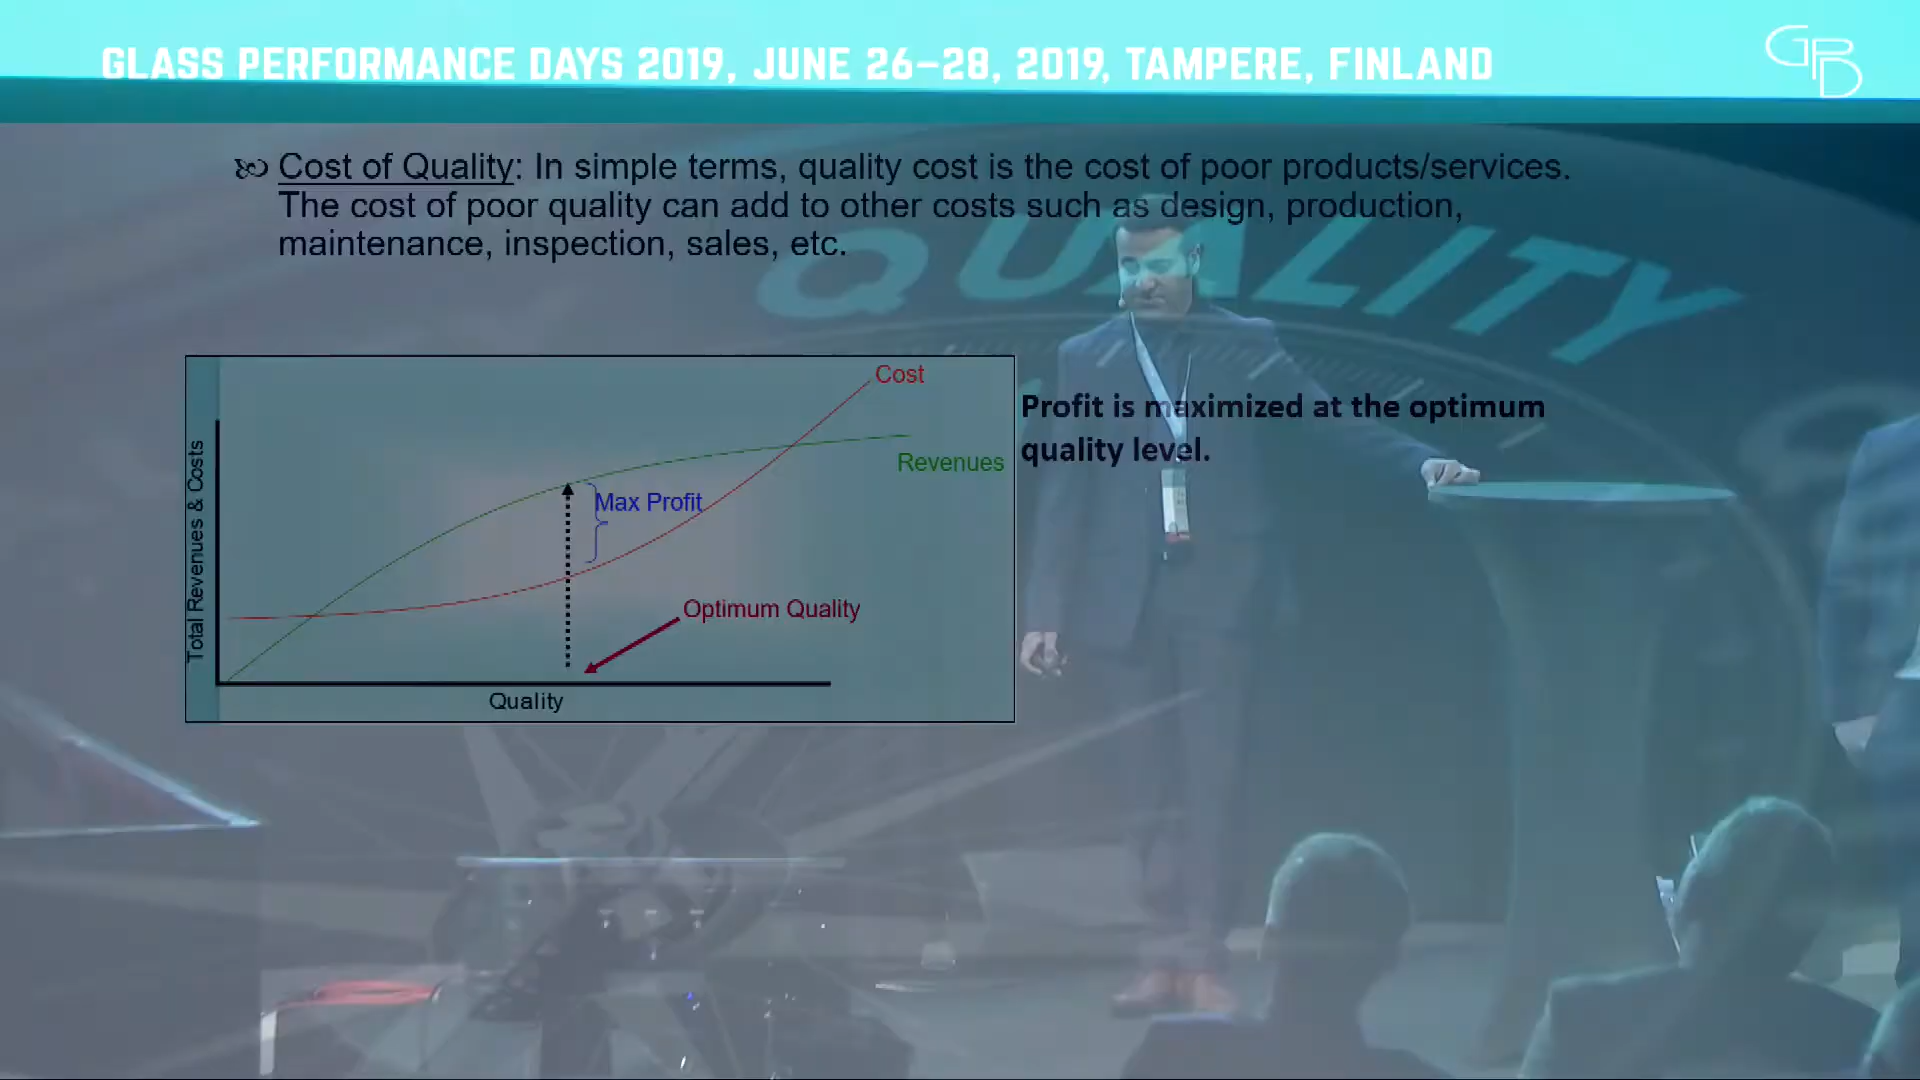 GLASS PERFORMANCE DAYS 2019, JUNE 26–28, 2019, TAMPERE, FINLAND
GPD
Cost of Quality: In simple terms, quality cost is the cost of poor products/services.
The cost of poor quality can add to other costs such as design, production,
maintenance, inspection, sales, etc.
QUALITY
Cost
Profit is maximized at the optimum
quality level.
Revenues
Max Profit
Total Revenues & Costs
Optimum Quality
Quality